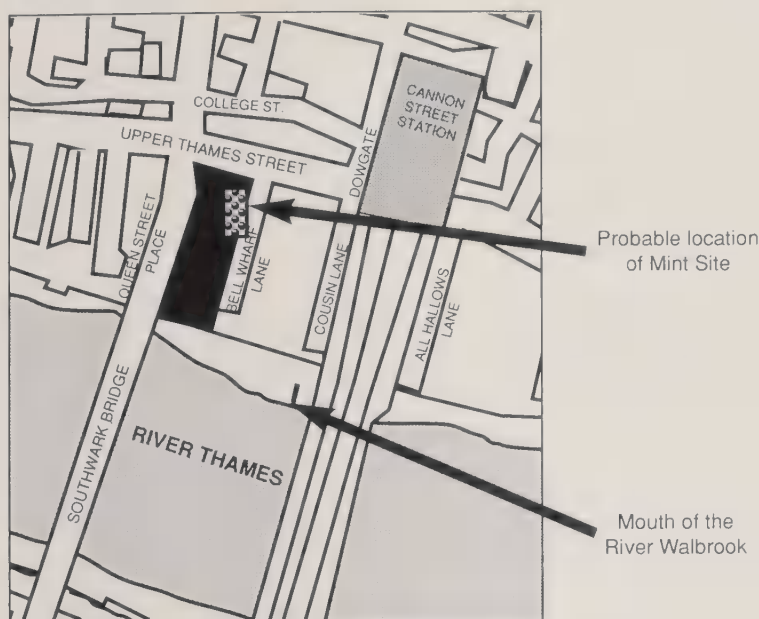 COLLEGE ST.
CANNON
STREET
STATION
UPPER THAMES STREET
DOWGATE
QUEEN STREET
PLACE
BELL WHARF
LANE
COUSIN LANE
ALL HALLOWS
LANE
Probable location
of Mint Site
SOUTHWARK BRIDGE
RIVER THAMES
Mouth of the
River Walbrook